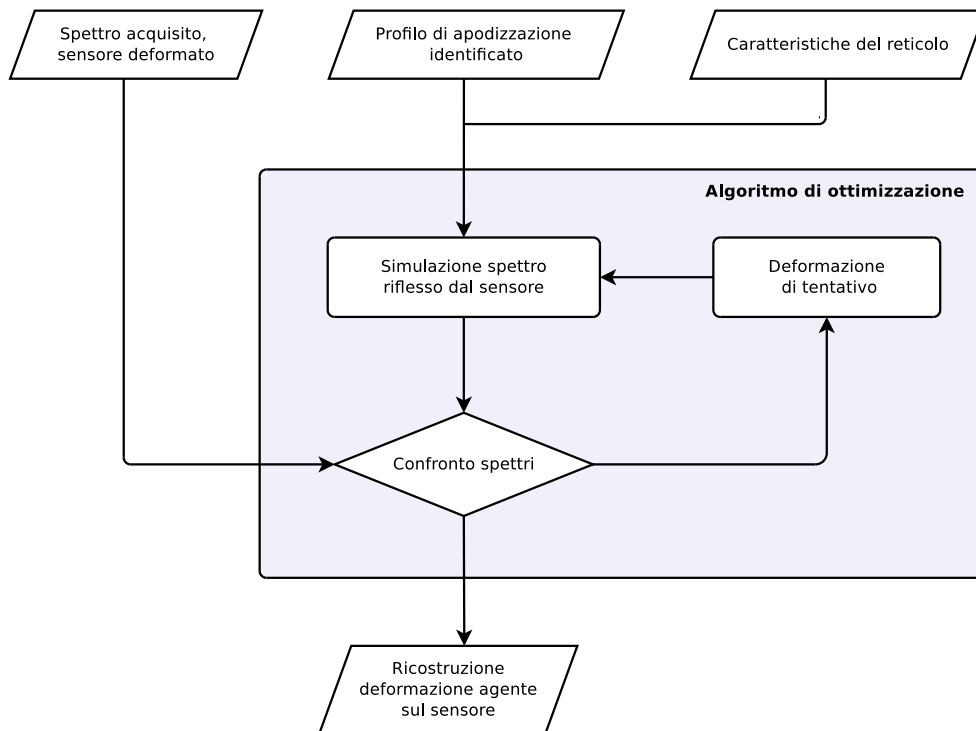 Spettro acquisito,
sensore deformato
Profilo di apodizzazione
identificato
Caratteristiche del reticolo
Algoritmo di ottimizzazione
Simulazione spettro
riflesso dal sensore
Deformazione
di tentativo
Confronto spettri
Ricostruzione
deformazione agente
sul sensore